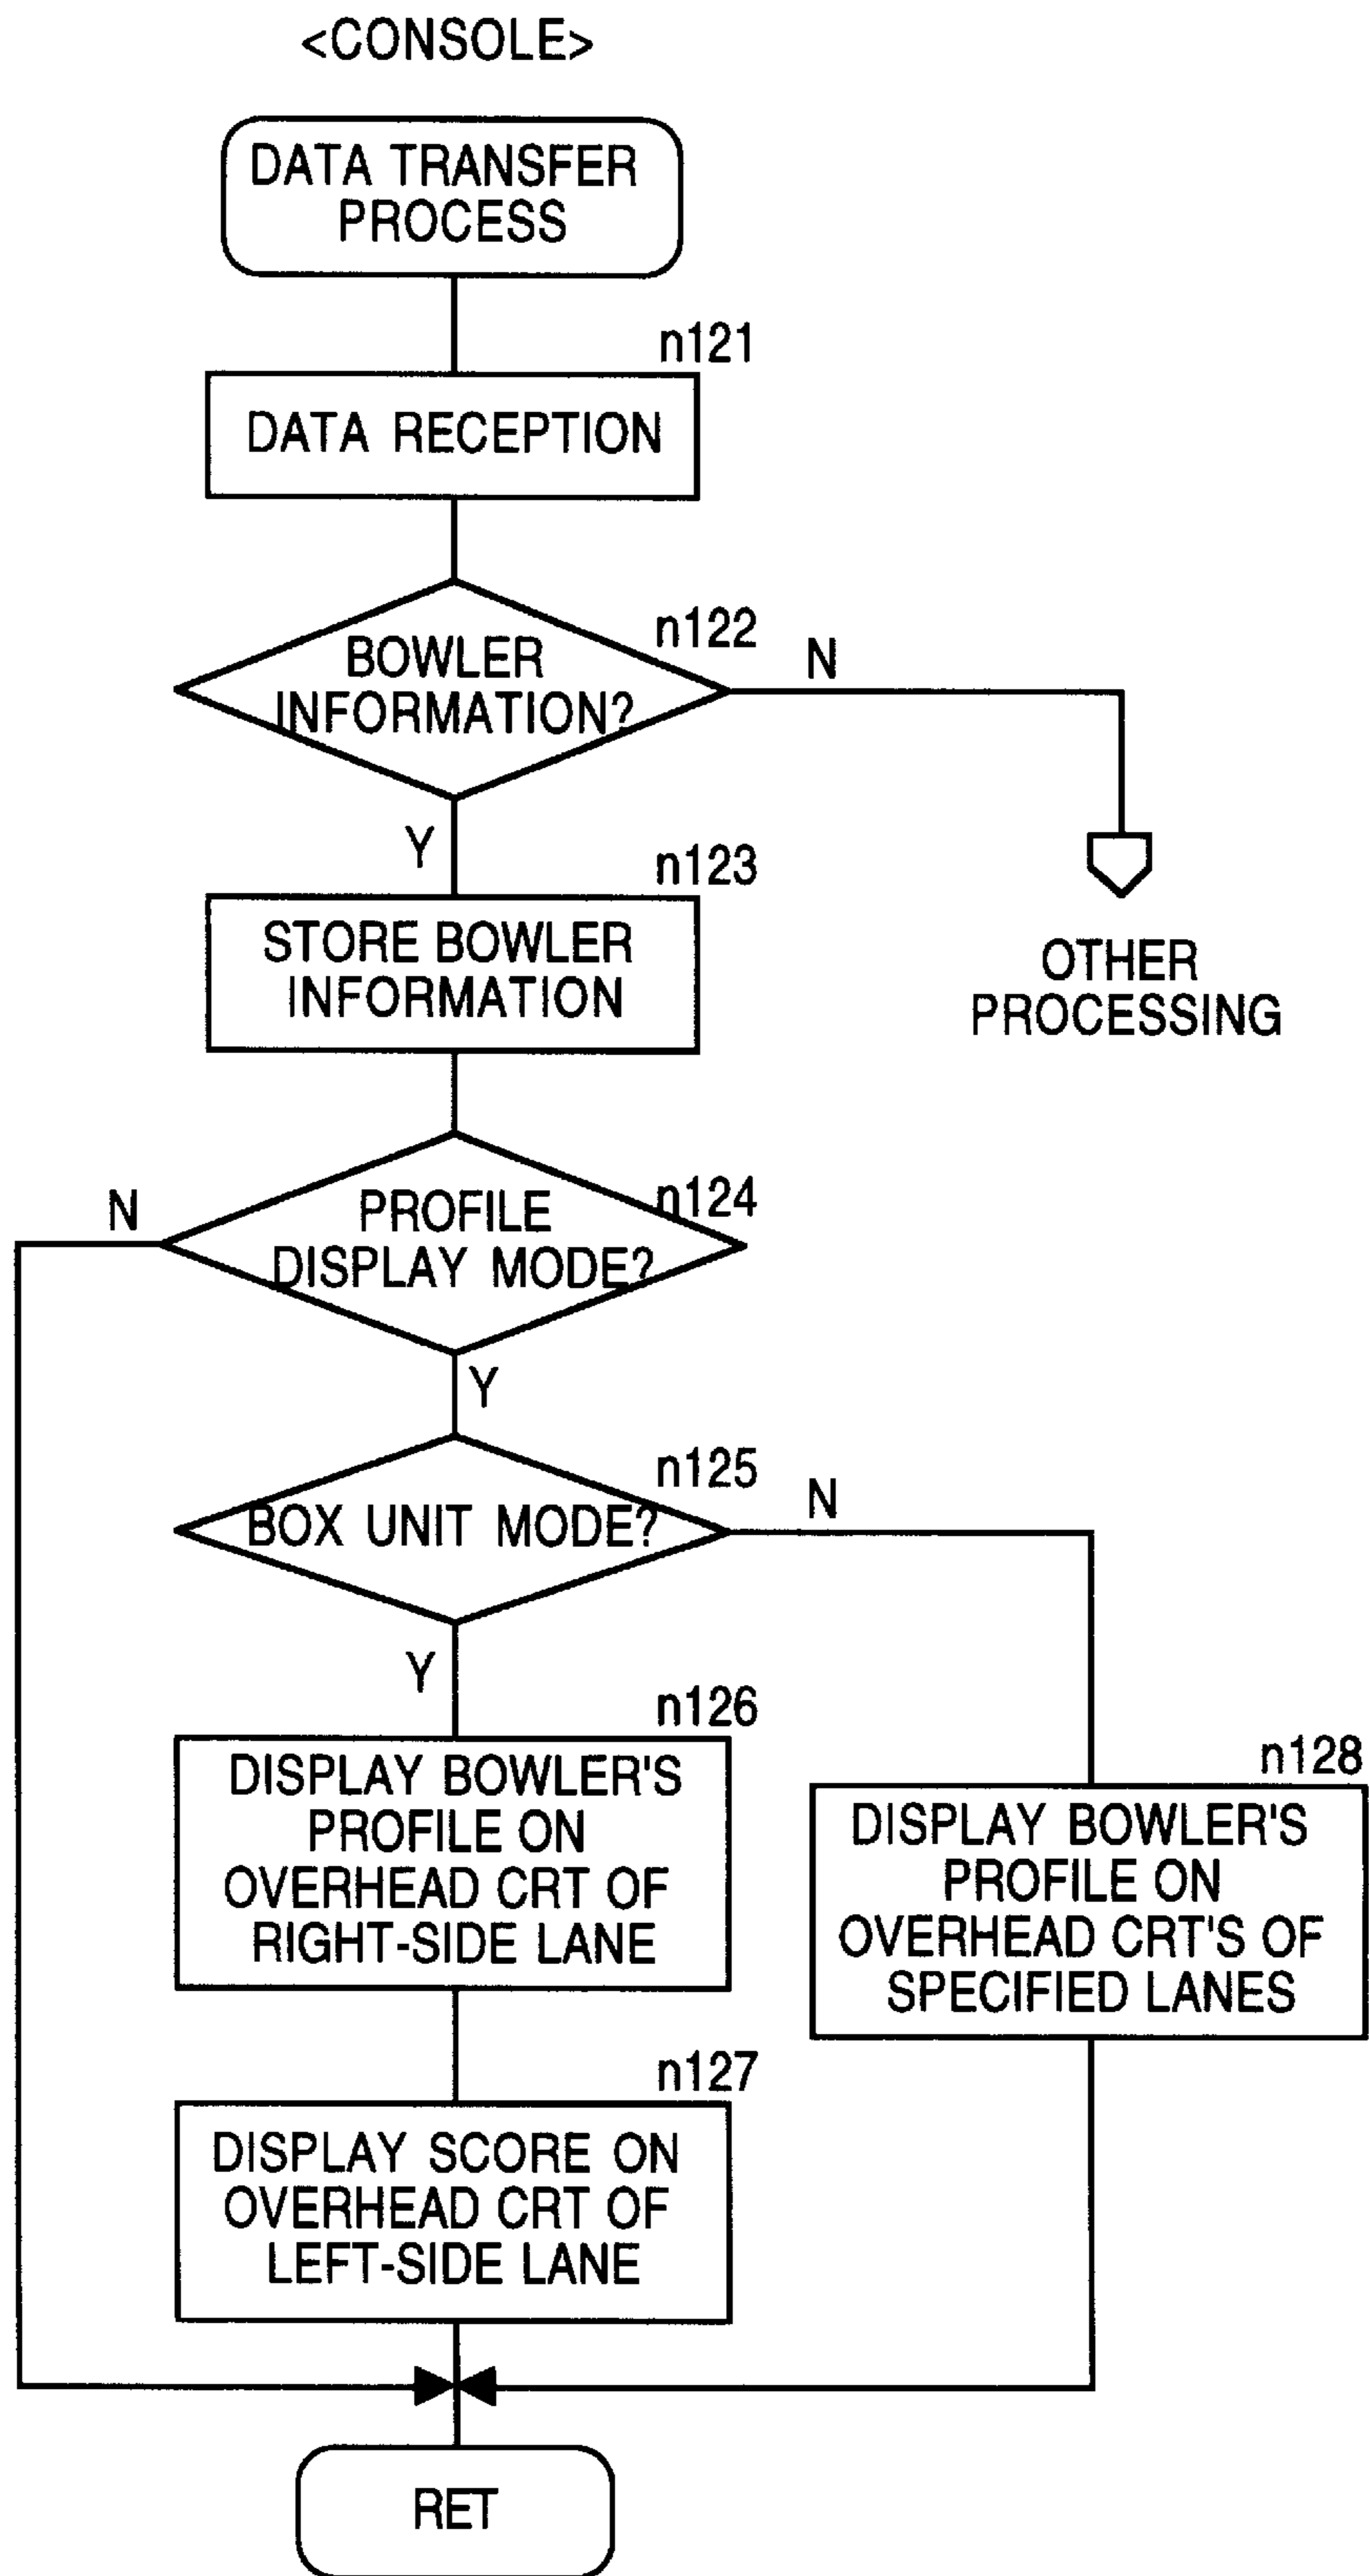 <CONSOLE>
DATA TRANSFER
PROCESS
n121
DATA RECEPTION
n122
BOWLER
INFORMATION?
N
Y
n123
STORE BOWLER
INFORMATION
OTHER
PROCESSING
n124
N
PROFILE
DISPLAY MODE?
Y
n125
BOX UNIT MODE?
N
Y
n126
DISPLAY BOWLER'S
PROFILE ON
OVERHEAD CRT OF
RIGHT-SIDE LANE
n128
DISPLAY BOWLER'S
PROFILE ON
OVERHEAD CRT'S OF
SPECIFIED LANES
n127
DISPLAY SCORE ON
OVERHEAD CRT OF
LEFT-SIDE LANE
RET